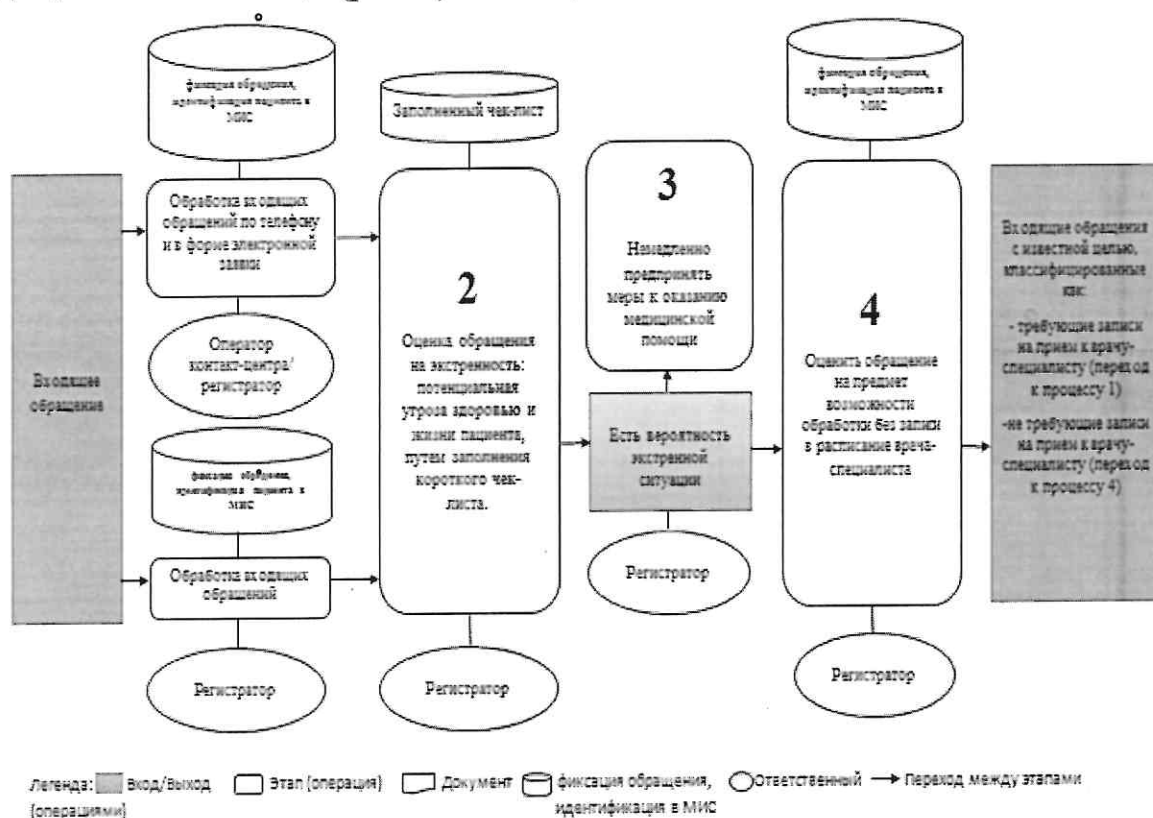 фиксация обращения,
идентификация пациента в
МИС
Заполненный чек-лист
фиксация обращения,
идентификация пациента в
МИС
Входящее
обращение
Обработка входящих
обращений по телефону
и в форме электронной
заявки
Оператор
контакт-центра/
регистратор
фиксация обращения,
идентификация пациента в
МИС
Обработка входящих
обращений
Регистратор
2
Оценка обращения
на экстренность:
потенциальная
угроза здоровью и
жизни пациента,
путем заполнения
короткого чек-
листа.
Регистратор
3
Немедленно
предпринять
меры к оказанию
медицинской
помощи
Есть вероятность
экстренной
ситуации
Регистратор
4
Оценить обращение
на предмет
возможности
обработки без записи
в расписание врача-
специалиста
Регистратор
Входящие обращения
с известной целью,
классифицированные
как:
- требующие записи
на прием к врачу-
специалисту (переход
к процессу 1)
-не требующие записи
на прием к врачу-
специалисту (переход
к процессу 4)
Легенда: Вход/Выход Этап (операция) Документ фиксация обращения, Ответственный Переход между этапами
(операциями) идентификация в МИС